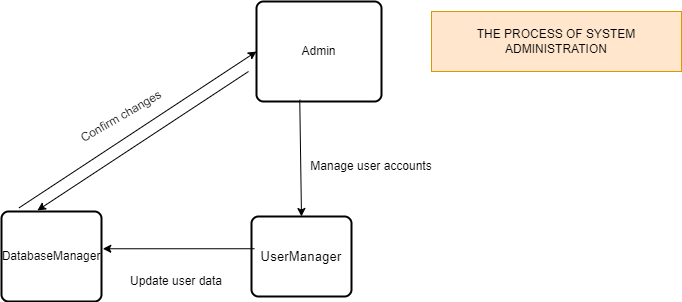 THE PROCESS OF SYSTEM
ADMINISTRATION
Admin
Confirm changes
Manage user accounts
DatabaseManager
UserManager
Update user data